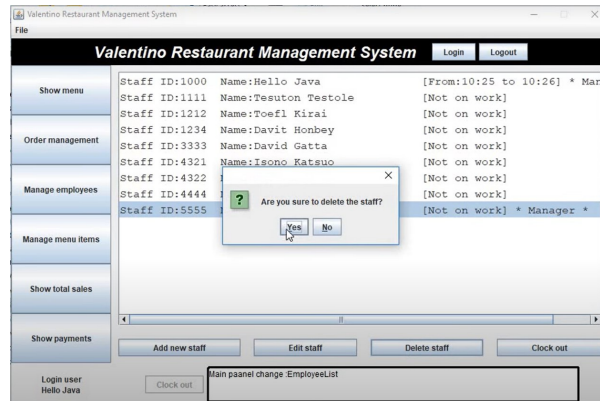 Valentino Restaurant Management System
File
Valentino Restaurant Management System
Login
Logout
Show menu
Order management
Manage employees
Manage menu items
Show total sales
Show payments
Staff ID:1000 Name:Hello Java [From:10:25 to 10:26] * Mar
Staff ID:1111 Name:Tesuton Testole [Not on work]
Staff ID:1212 Name:Toefl Kirai [Not on work]
Staff ID:1234 Name:Davit Honbey [Not on work]
Staff ID:3333 Name:David Gatta [Not on work]
Staff ID:4321 Name:Isono Katsuo [Not on work]
Staff ID:4322 [Not on work]
Staff ID:4444 [Not on work]
Staff ID:5555 [Not on work] * Manager *
Are you sure to delete the staff?
Yes
No
Add new staff
Edit staff
Delete staff
Clock out
Login user
Hello Java
Clock out
Main paanel change :EmployeeList